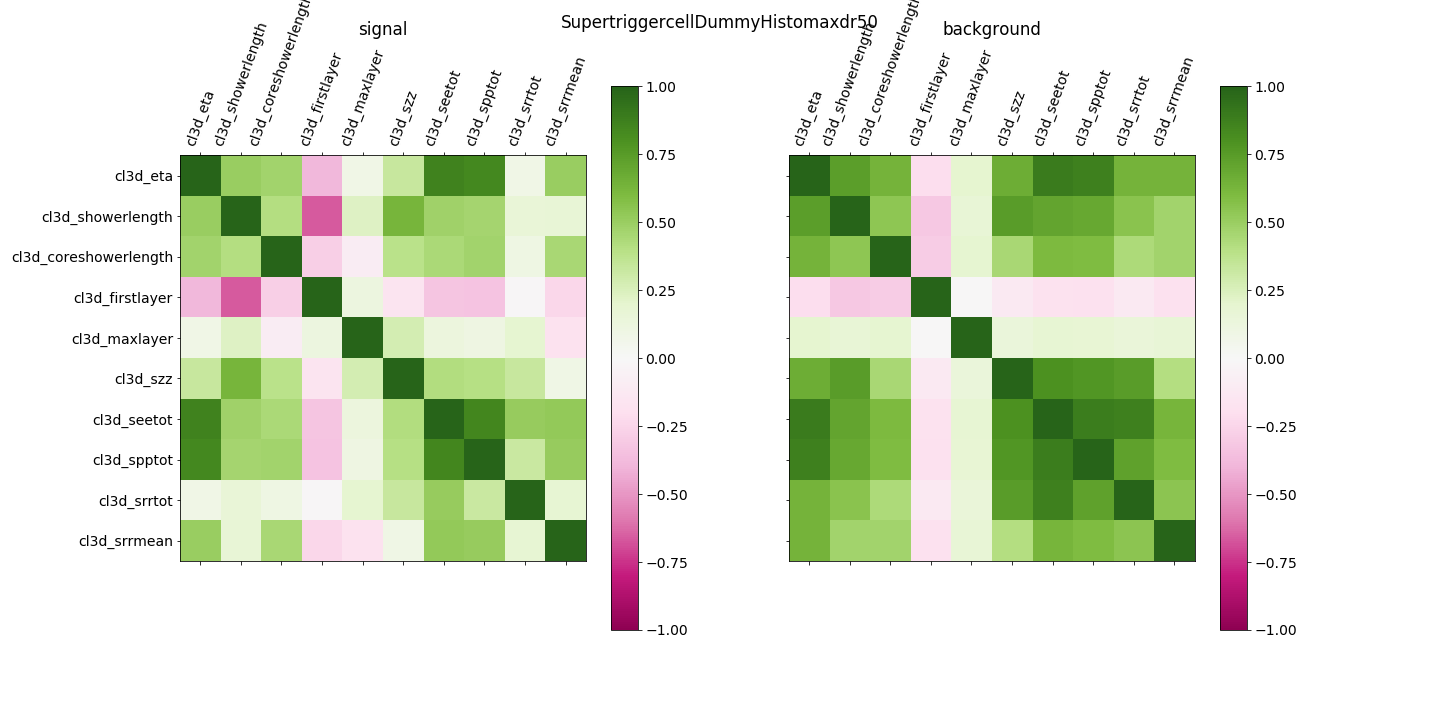 SupertriggercellDummyHistomaxdr50
signal
cl3d_eta
cl3d_showerlength
cl3d_coreshowerlength
cl3d_firstlayer
cl3d_maxlayer
cl3d_szz
cl3d_seetot
cl3d_spptot
cl3d_srrtot
cl3d_srrmean
cl3d_eta
cl3d_showerlength
cl3d_coreshowerlength
cl3d_firstlayer
cl3d_maxlayer
cl3d_szz
cl3d_seetot
cl3d_spptot
cl3d_srrtot
cl3d_srrmean
1.00
0.75
0.50
0.25
0.00
−0.25
−0.50
−0.75
−1.00
background
cl3d_eta
cl3d_showerlength
cl3d_coreshowerlength
cl3d_firstlayer
cl3d_maxlayer
cl3d_szz
cl3d_seetot
cl3d_spptot
cl3d_srrtot
cl3d_srrmean
1.00
0.75
0.50
0.25
0.00
−0.25
−0.50
−0.75
−1.00